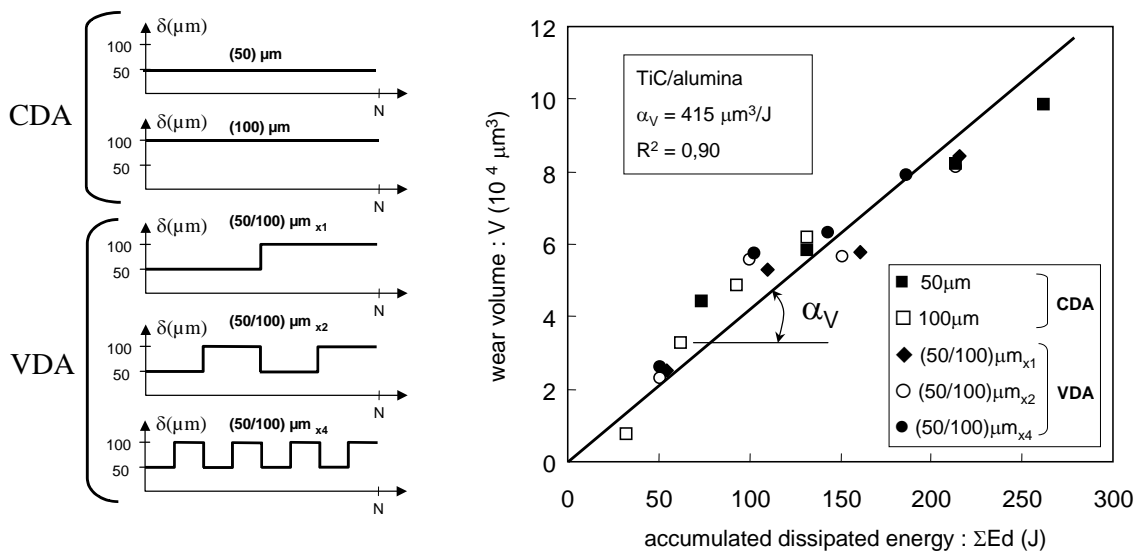 CDA
δ(μm)
100
50
(50) μm
N
δ(μm)
100
50
(100) μm
N
VDA
δ(μm)
100
50
(50/100) μm x1
N
δ(μm)
100
50
(50/100) μm x2
N
δ(μm)
100
50
(50/100) μm x4
N
wear volume : V (10 4 μm3)
12
10
8
6
4
2
0
TiC/alumina
αV = 415 μm3/J
R2 = 0,90
αV
50μm
100μm
CDA
(50/100)μmx1
(50/100)μmx2
(50/100)μmx4
VDA
0 50 100 150 200 250 300
accumulated dissipated energy : ΣEd (J)